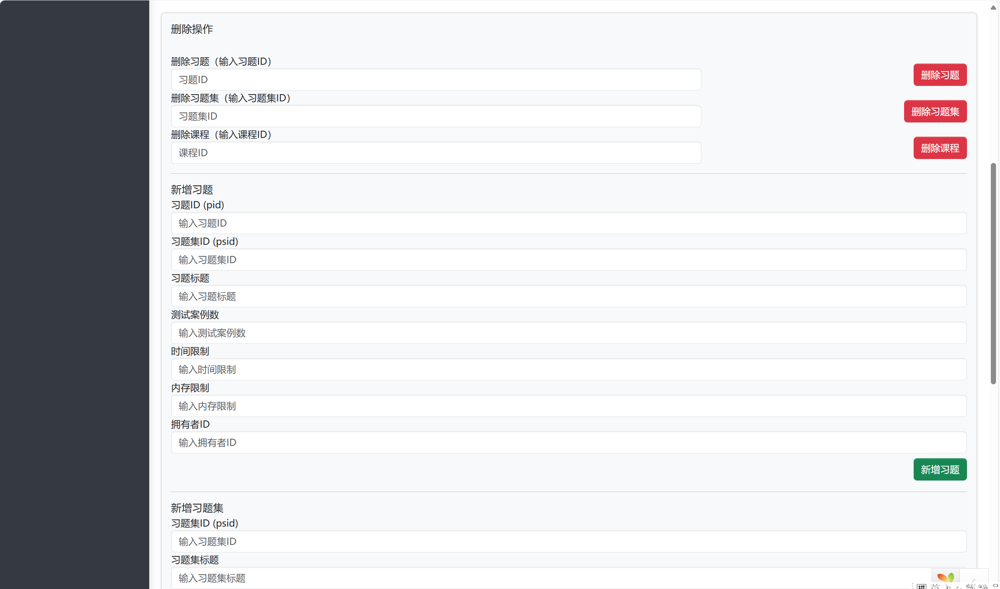 删除操作
删除习题（输入习题ID）
习题ID
删除习题
删除习题集（输入习题集ID）
习题集ID
删除习题集
删除课程（输入课程ID）
课程ID
删除课程
新增习题
习题ID (pid)
输入习题ID
习题集ID (psid)
输入习题集ID
习题标题
输入习题标题
测试案例数
输入测试案例数
时间限制
输入时间限制
内存限制
输入内存限制
拥有者ID
输入拥有者ID
新增习题
新增习题集
习题集ID (psid)
输入习题集ID
习题集标题
输入习题集标题